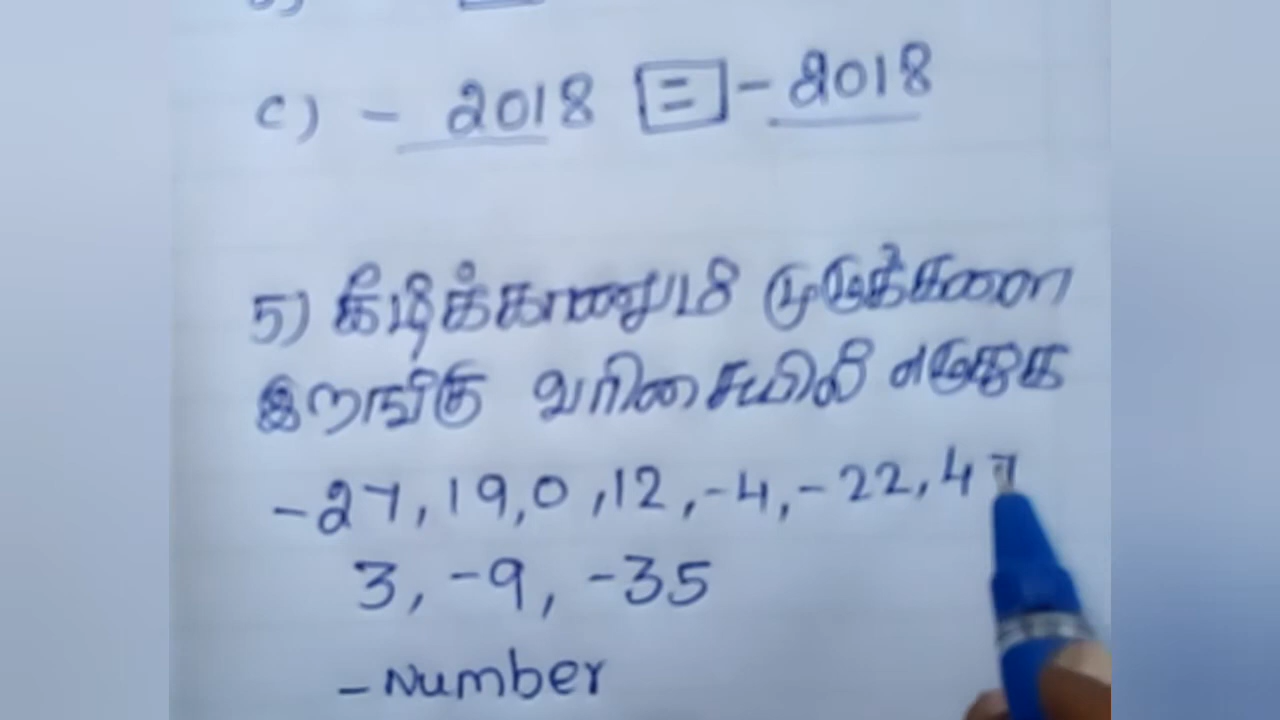 c) - 2018 = - 2018
5) கீழ்க்காணும் முழுக்களை
இறங்கு வரிசையில் எழுதுக
-27, 19, 0, 12, -4, -22, 47
3, -9, -35
- Number